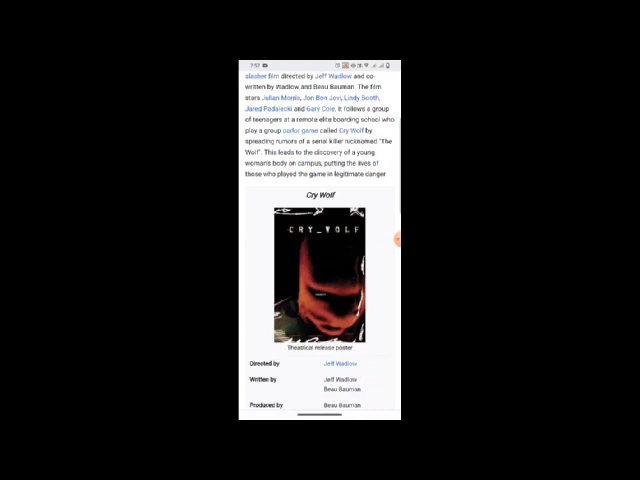 7:57
slasher film directed by Jeff Wadlow and co-
written by Wadlow and Beau Bauman. The film
stars Julian Morris, Jon Bon Jovi, Lindy Booth,
Jared Padalecki and Gary Cole. It follows a group
of teenagers at a remote elite boarding school who
play a group parlor game called Cry Wolf by
spreading rumors of a serial killer nicknamed "The
Wolf". This leads to the discovery of a young
woman's body on campus, putting the lives of
those who played the game in legitimate danger
Cry Wolf
CRY_WOLF
Theatrical release poster
Directed by Jeff Wadlow
Written by Jeff Wadlow
Beau Bauman
Produced by Beau Bauman